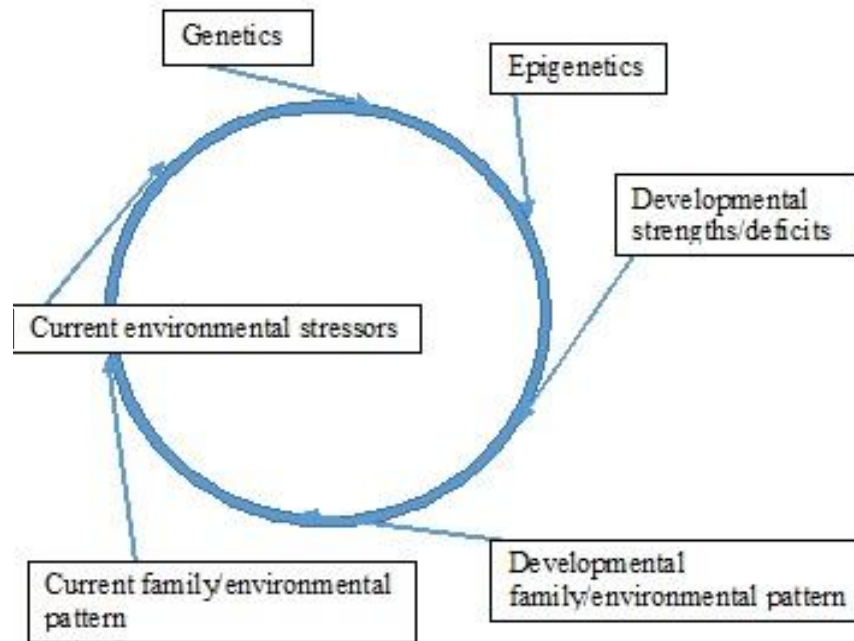 Genetics
Epigenetics
Developmental
strengths/deficits
Current environmental stressors
Developmental
family/environmental pattern
Current family/environmental
pattern